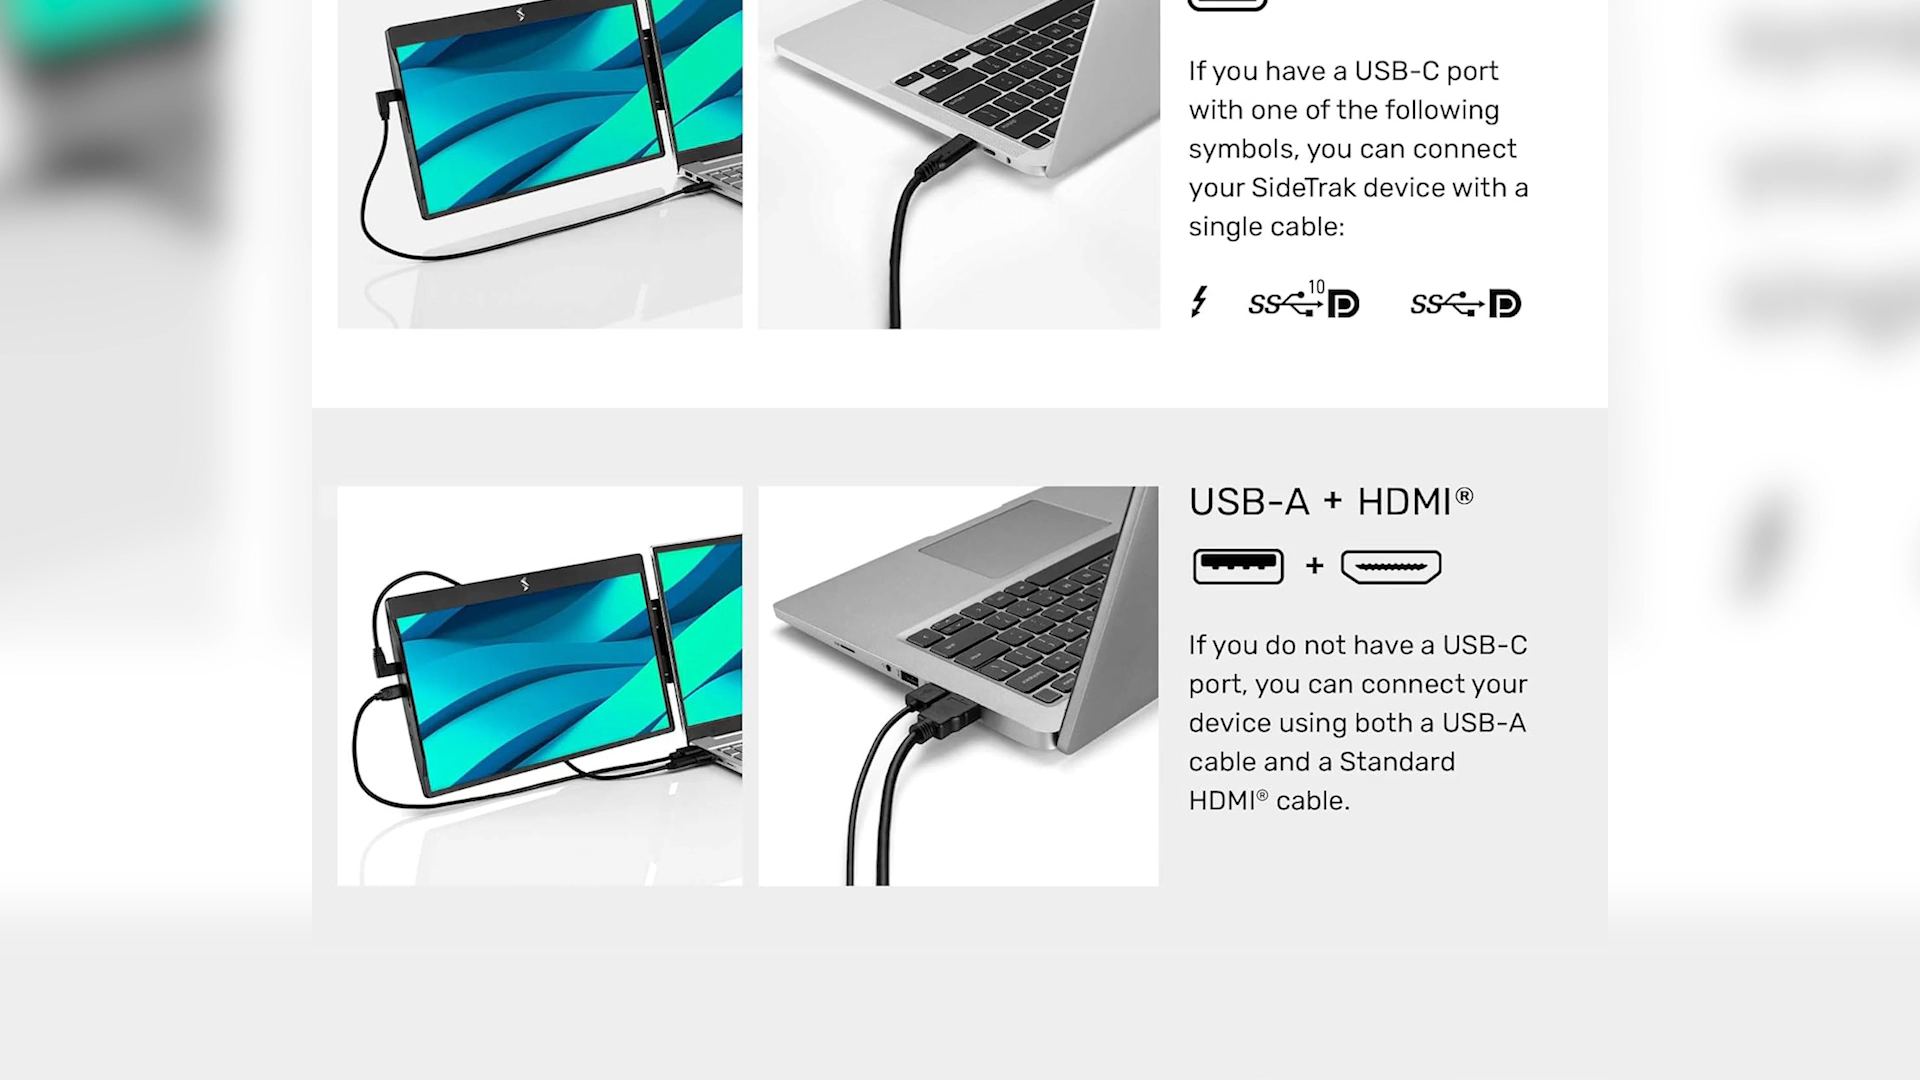 If you have a USB-C port
with one of the following
symbols, you can connect
your SideTrak device with a
single cable:
SS 10 D
SS D
USB-A + HDMI®
+
If you do not have a USB-C
port, you can connect your
device using both a USB-A
cable and a Standard
HDMI® cable.